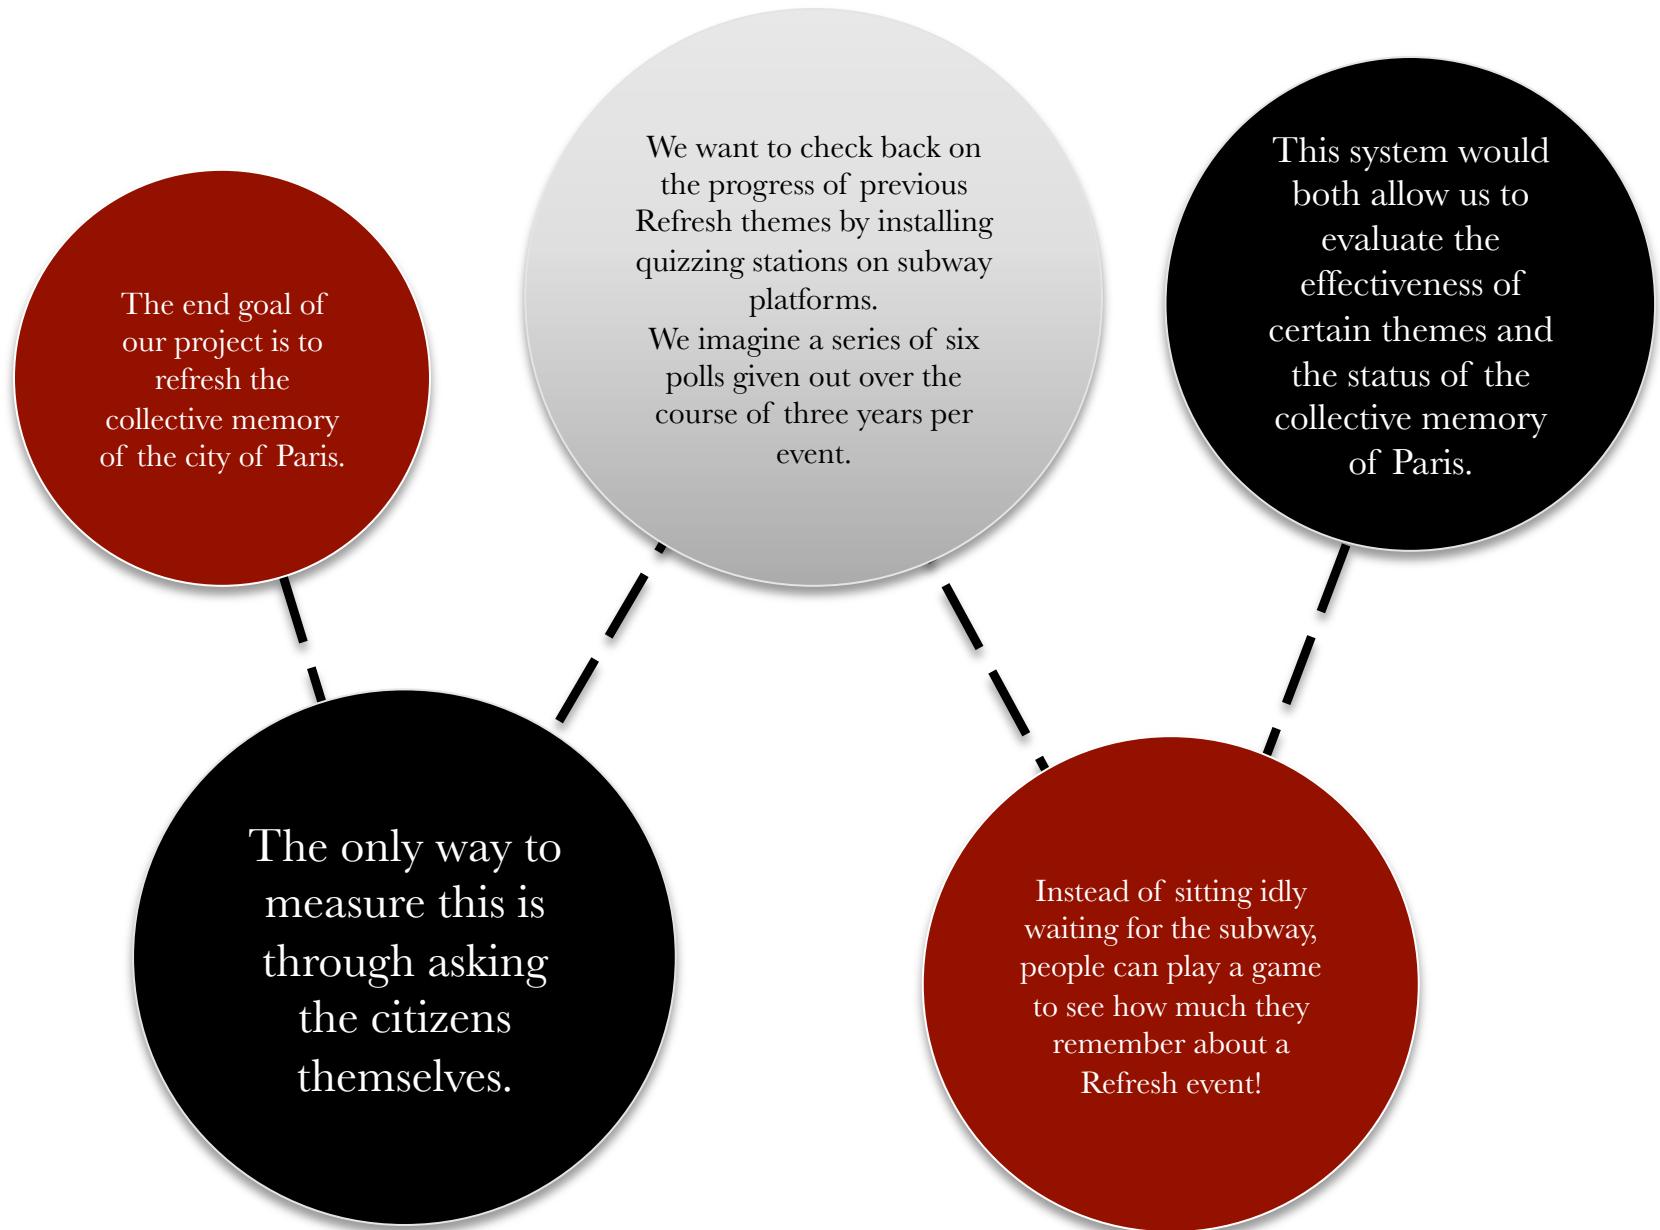 The end goal of
our project is to
refresh the
collective memory
of the city of Paris.
The only way to
measure this is
through asking
the citizens
themselves.
We want to check back on
the progress of previous
Refresh themes by installing
quizzing stations on subway
platforms.
We imagine a series of six
polls given out over the
course of three years per
event.
Instead of sitting idly
waiting for the subway,
people can play a game
to see how much they
remember about a
Refresh event!
This system would
both allow us to
evaluate the
effectiveness of
certain themes and
the status of the
collective memory
of Paris.